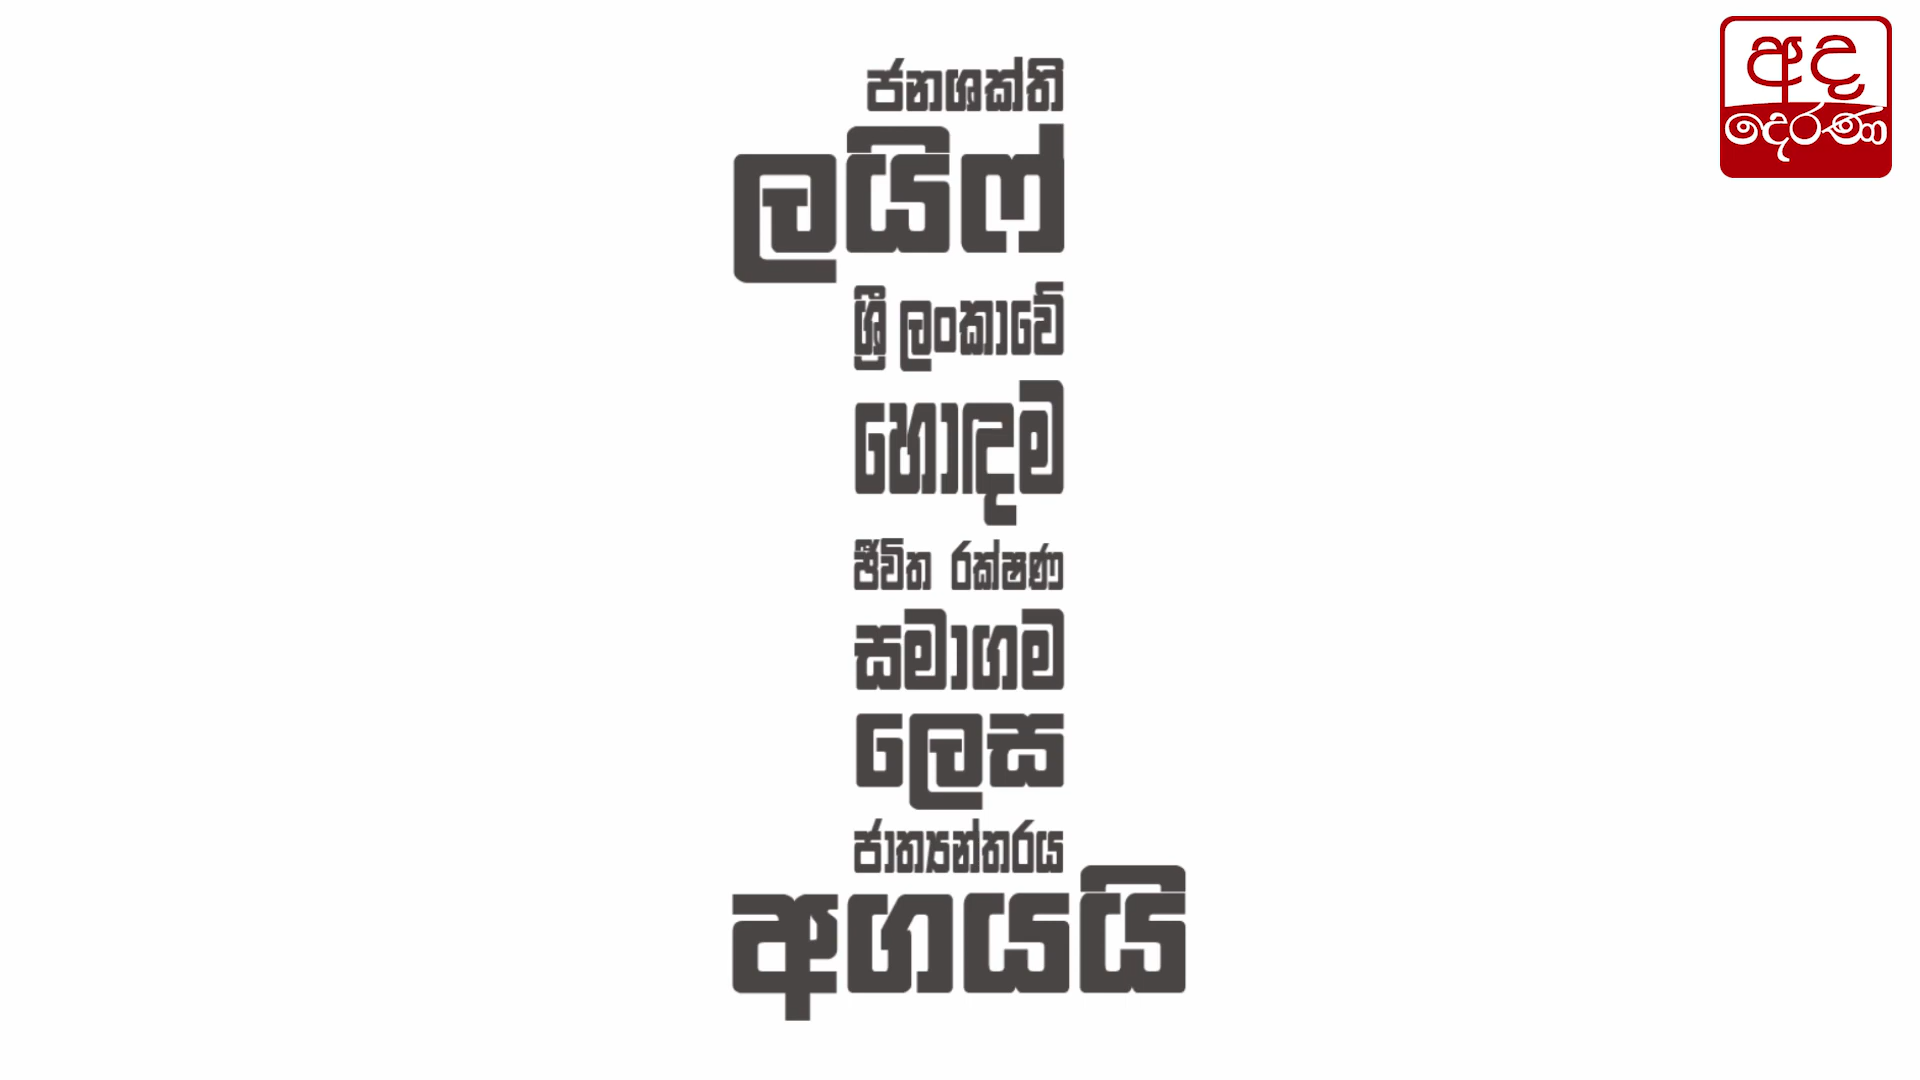 ජනශක්ති
ලයිෆ්
ශ්‍රී ලංකාවේ
හොඳම
ජීවිත රක්ෂණ
සමාගම
ලෙස
ජාත්‍යන්තරය
අගයයි
අද
දෙරණ